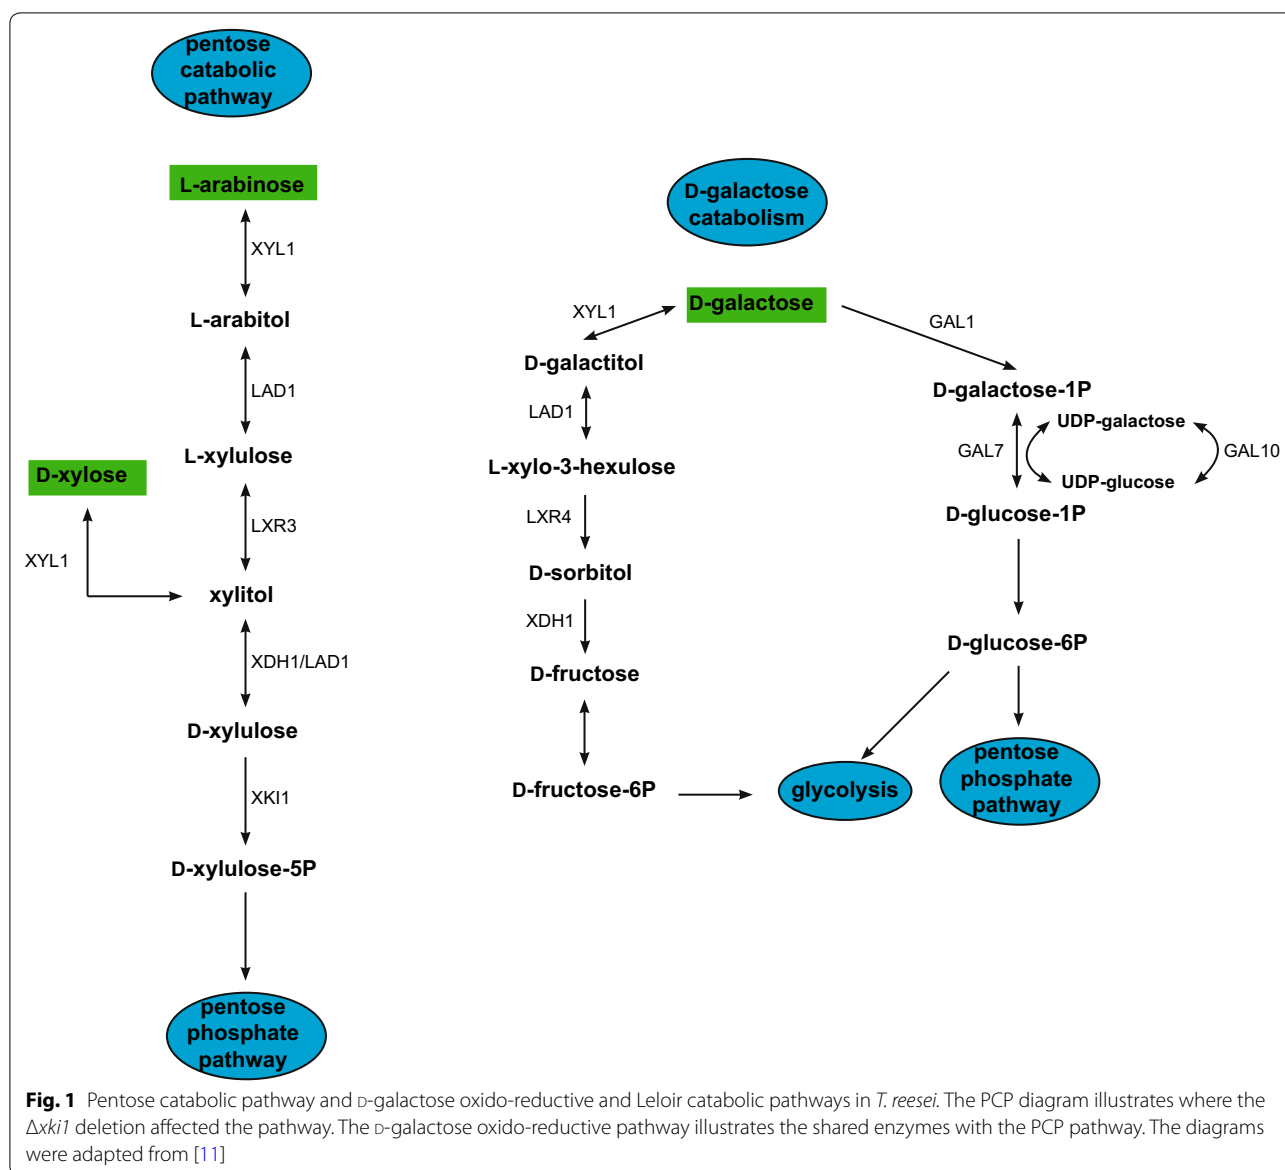 pentose
catabolic
pathway
L-arabinose
XYL1
L-arabitol
LAD1
L-xylulose
D-xylose
LXR3
XYL1
xylitol
XDH1/LAD1
D-xylulose
XKI1
D-xylulose-5P
pentose
phosphate
pathway
D-galactose
catabolism
D-galactose
XYL1
GAL1
D-galactitol
D-galactose-1P
LAD1
UDP-galactose
GAL7
GAL10
L-xylo-3-hexulose
UDP-glucose
LXR4
D-glucose-1P
D-sorbitol
XDH1
D-glucose-6P
D-fructose
pentose
phosphate
pathway
D-fructose-6P
glycolysis
Fig. 1 Pentose catabolic pathway and D-galactose oxido-reductive and Leloir catabolic pathways in T. reesei. The PCP diagram illustrates where the
Δxki1 deletion affected the pathway. The D-galactose oxido-reductive pathway illustrates the shared enzymes with the PCP pathway. The diagrams
were adapted from [11]